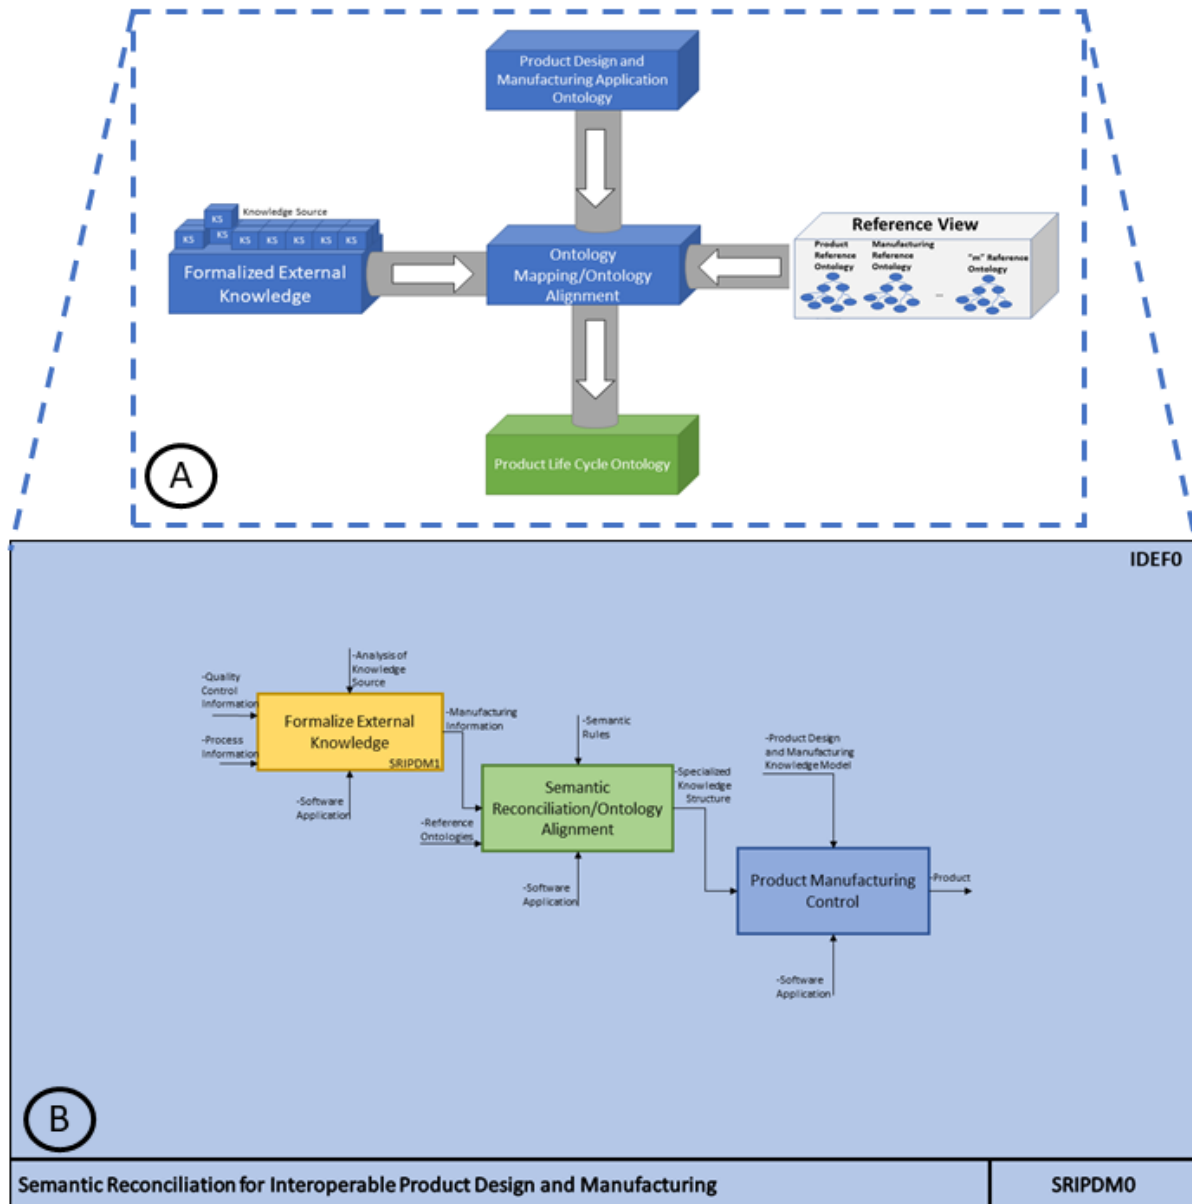 Product Design and
Manufacturing Application
Ontology
Knowledge Source
KS
KS
KS
KS
KS
KS
KS
KS
Formalized External
Knowledge
Ontology
Mapping/Ontology
Alignment
Reference View
Product
Reference
Ontology
Manufacturing
Reference
Ontology
"m" Reference
Ontology
...
Product Life Cycle Ontology
A
IDEF0
-Analysis of
Knowledge
Source
-Quality
Control
Information
-Process
Information
Formalize External
Knowledge
SRIPDM1
-Software
Application
-Manufacturing
Information
-Semantic
Rules
-Reference
Ontologies
Semantic
Reconciliation/Ontology
Alignment
-Software
Application
-Specialized
Knowledge
Structure
-Product Design
and Manufacturing
Knowledge Model
Product Manufacturing
Control
-Product
-Software
Application
B
Semantic Reconciliation for Interoperable Product Design and Manufacturing
SRIPDM0